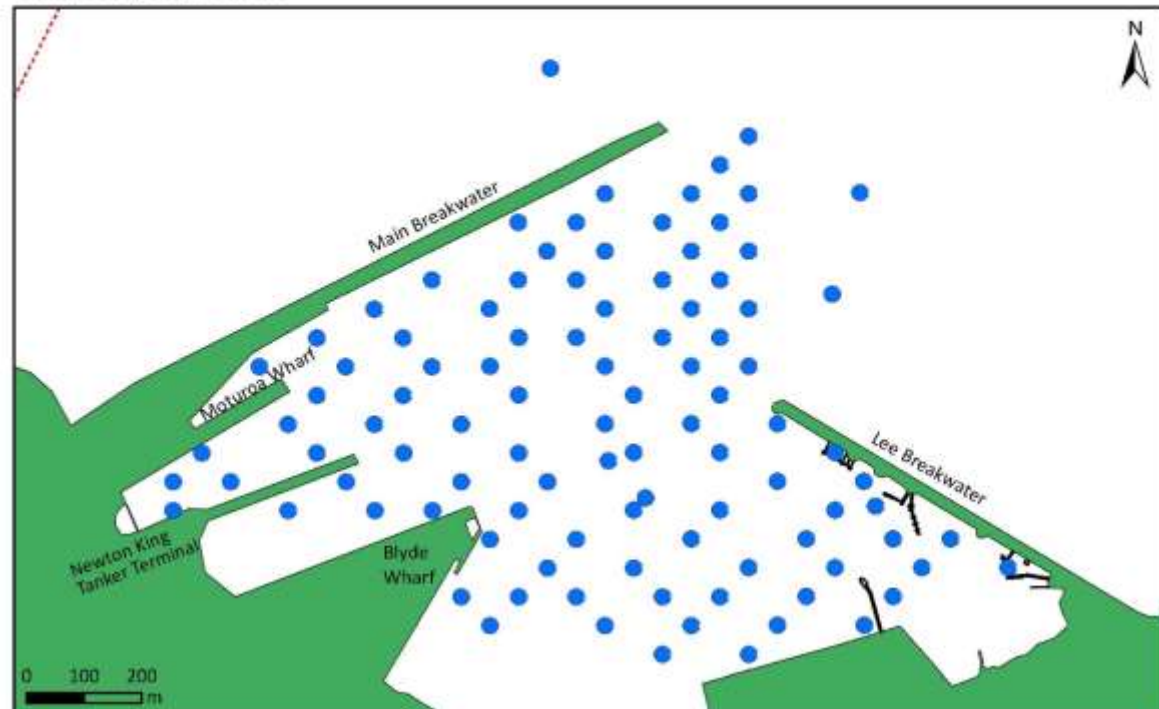 N
Main Breakwater
Moturoa Wharf
Lee Breakwater
Newton King
Tanker Terminal
Blyde
Wharf
0 100 200
m